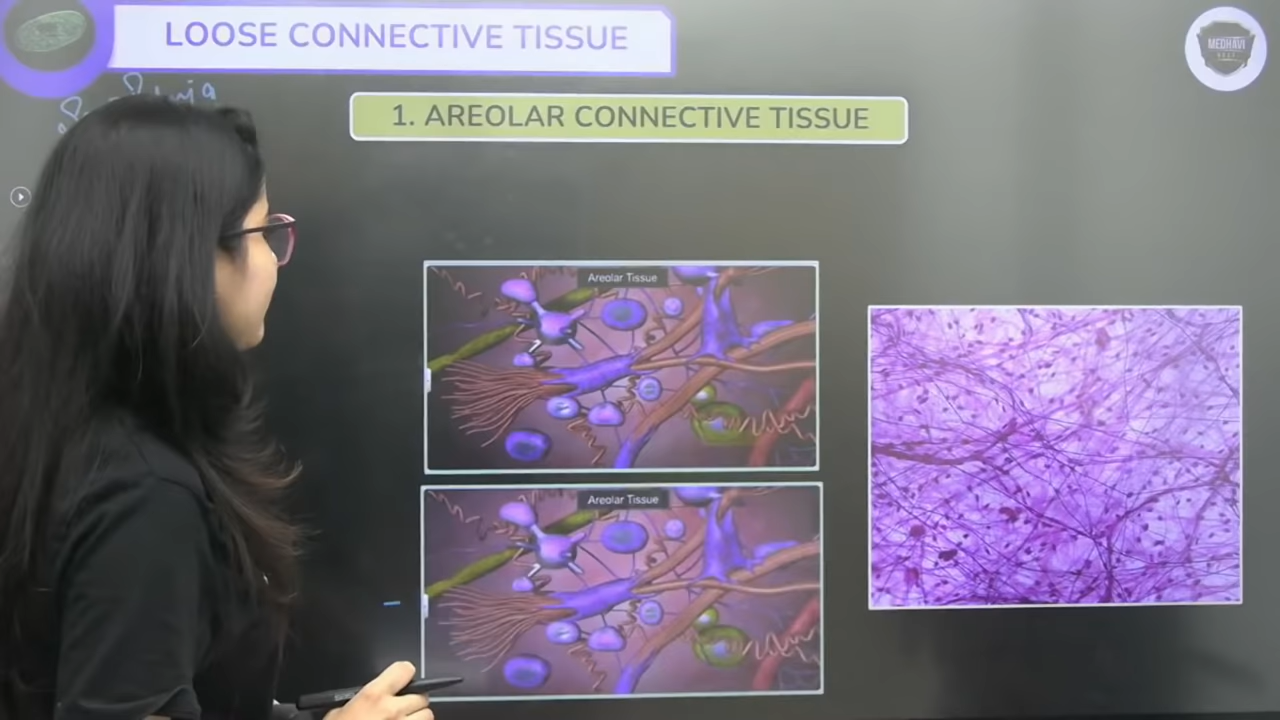 LOOSE CONNECTIVE TISSUE
MEDHAVI
1. AREOLAR CONNECTIVE TISSUE
Areolar Tissue
Areolar Tissue